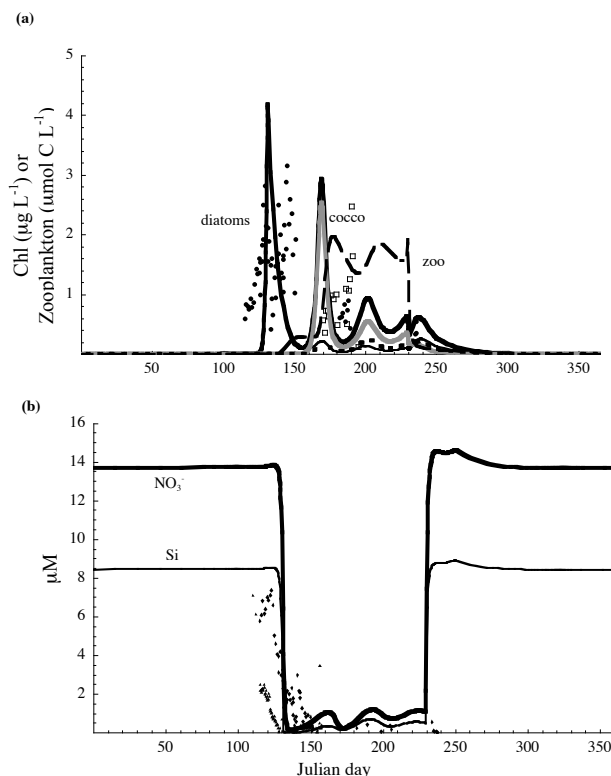 (a)
5
4
3
2
1
Chl (µg L⁻¹) or
Zooplankton (µmol C L⁻¹)
diatoms
cocco
zoo
50
100
150
200
250
300
350
(b)
16
14
12
10
8
6
4
2
µM
NO₃⁻
Si
50
100
150
200
250
300
350
Julian day